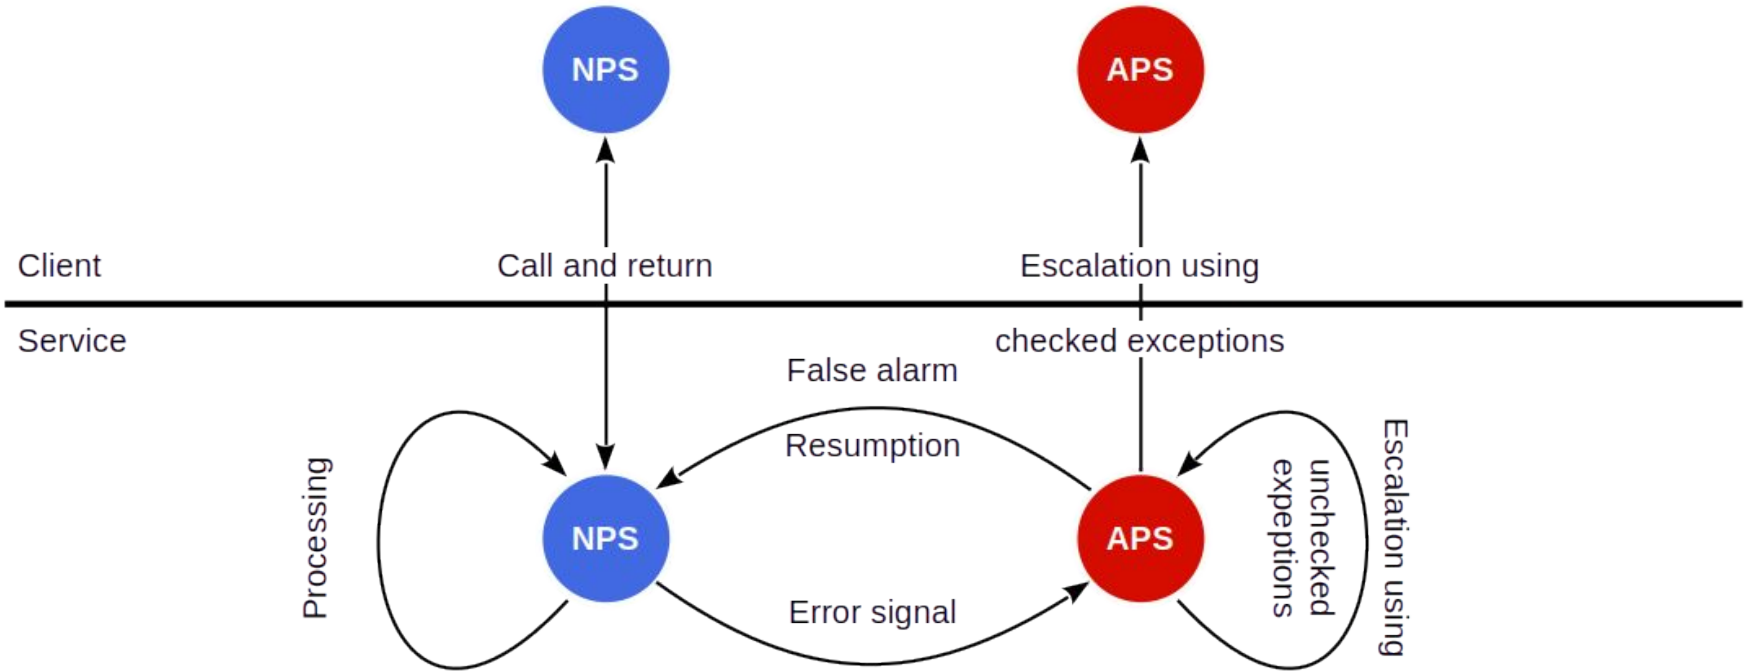 NPS
APS
Client
Call and return
Escalation using
Service
checked exceptions
False alarm
Resumption
Processing
NPS
APS
Error signal
unchecked
expeptions
Escalation using